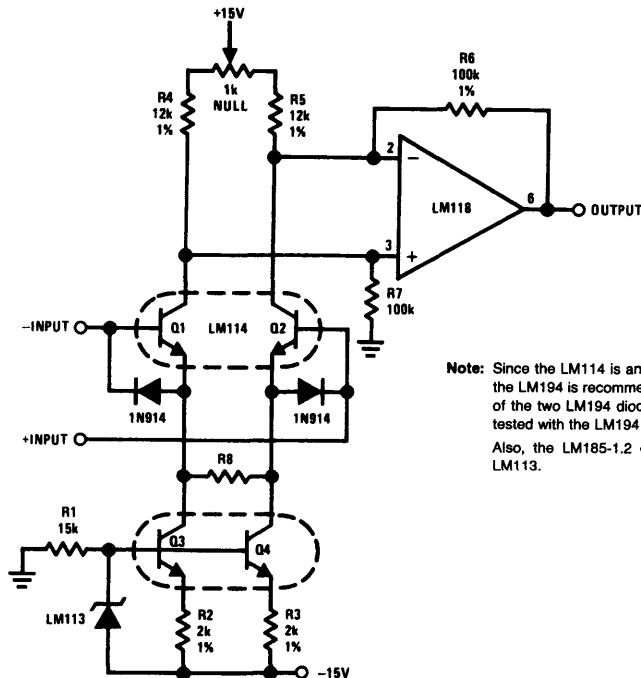 +15V
1k
NULL
R4
12k
1%
R5
12k
1%
R6
100k
1%
2
−
LM118
6
OUTPUT
3
+
R7
100k
−INPUT
Q1
LM114
Q2
1N914
1N914
+INPUT
Note: Since the LM114 is an
the LM194 is recomme
of the two LM194 diod
tested with the LM194
Also, the LM185-1.2
LM113.
R8
R1
15k
Q3
Q4
LM113
R2
2k
1%
R3
2k
1%
−15V